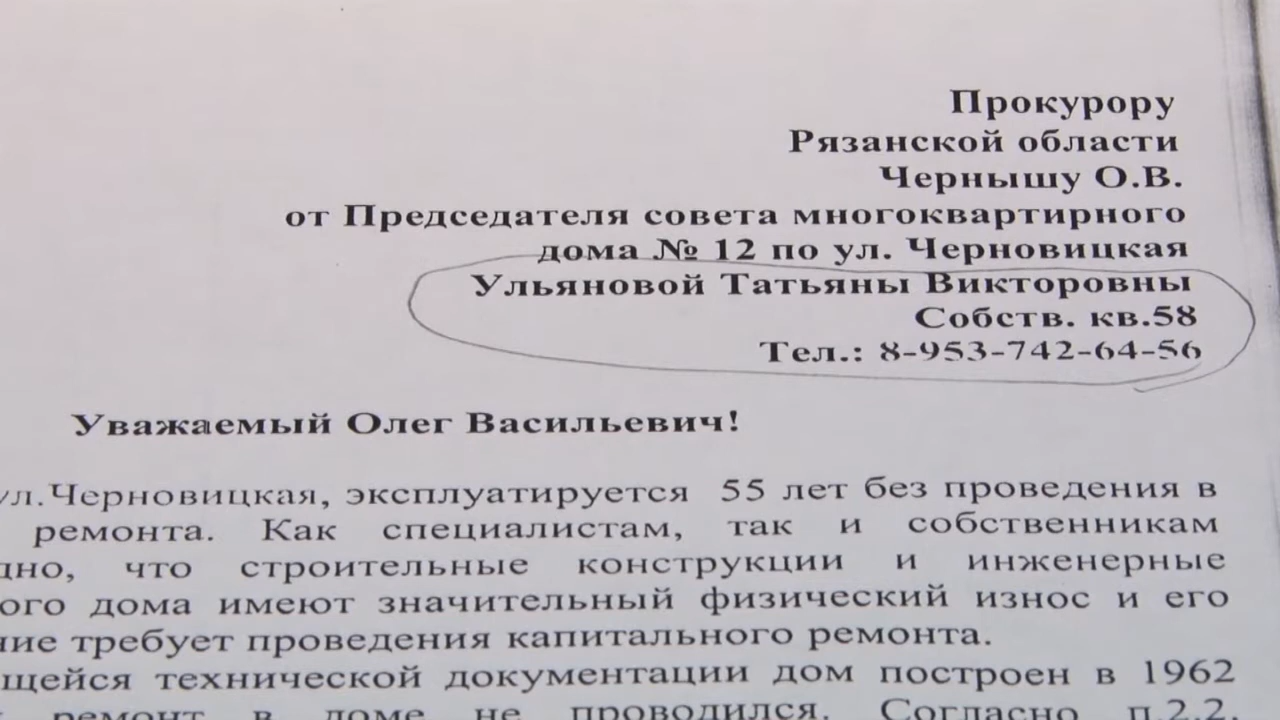 Прокурору
Рязанской области
Чернышу О.В.
от Председателя совета многоквартирного
дома № 12 по ул. Черновицкая
Ульяновой Татьяны Викторовны
Собств. кв.58
Тел.: 8-953-742-64-56
Уважаемый Олег Васильевич!
ул.Черновицкая, эксплуатируется 55 лет без проведения в
ремонта. Как специалистам, так и собственникам
что строительные конструкции и инженерные
дома имеют значительный физический износ и его
требует проведения капитального ремонта.
технической документации дом построен в 1962
ремонт в доме не проводился. Согласно п.2.2.